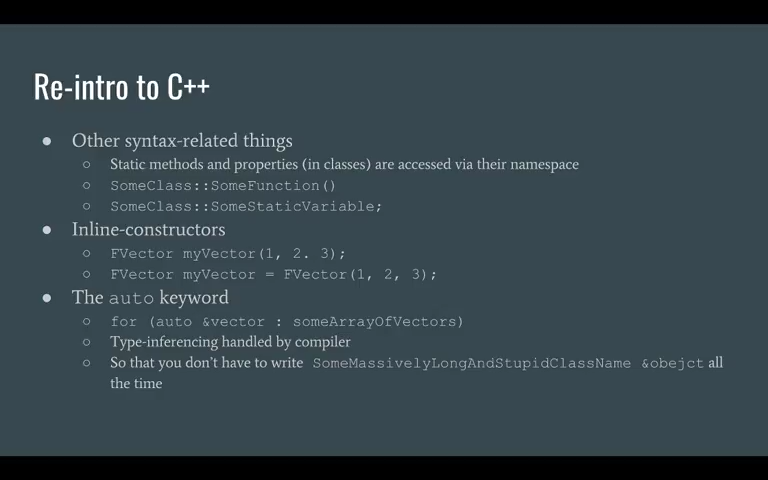 Re-intro to C++
● Other syntax-related things
○ Static methods and properties (in classes) are accessed via their namespace
○ SomeClass::SomeFunction()
○ SomeClass::SomeStaticVariable;
● Inline-constructors
○ FVector myVector(1, 2. 3);
○ FVector myVector = FVector(1, 2, 3);
● The auto keyword
○ for (auto &vector : someArrayOfVectors)
○ Type-inferencing handled by compiler
○ So that you don't have to write SomeMassivelyLongAndStupidClassName &obejct all
the time